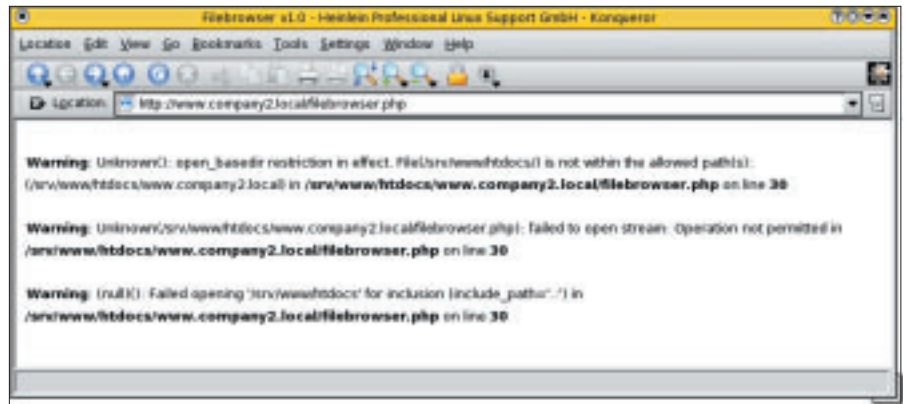 Filebrowser v1.0 - Heinlein Professional Linux Support GmbH - Konqueror
Location Edit View Go Bookmarks Tools Settings Window Help
Location: http://www.company2.local/filebrowser.php
Warning: Unknown(): open_basedir restriction in effect. File(/srv/www/htdocs/) is not within the allowed path(s):
(/srv/www/htdocs/www.company2.local) in /srv/www/htdocs/www.company2.local/filebrowser.php on line 30
Warning: Unknown(/srv/www/htdocs/www.company2.local/filebrowser.php): failed to open stream: Operation not permitted in
/srv/www/htdocs/www.company2.local/filebrowser.php on line 30
Warning: (null)(): Failed opening '/srv/www/htdocs' for inclusion (include_path='.') in
/srv/www/htdocs/www.company2.local/filebrowser.php on line 30